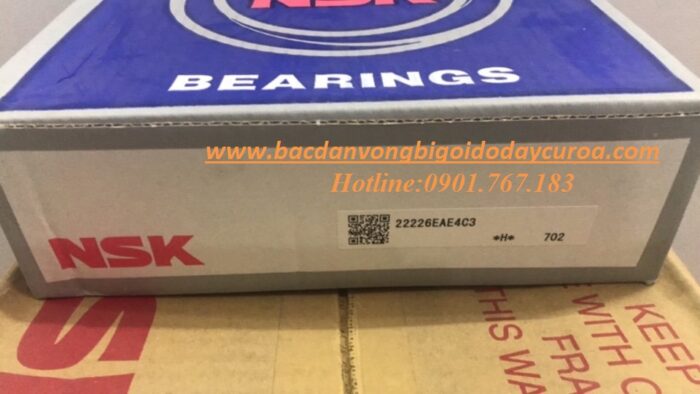 NSK
BEARINGS
www.bacdanvongbigoidodaycuroa.com
Hotline:0901.767.183
22226EAE4C3
*H* 702
NSK
KEEP
WITH
FRA
THIS WA